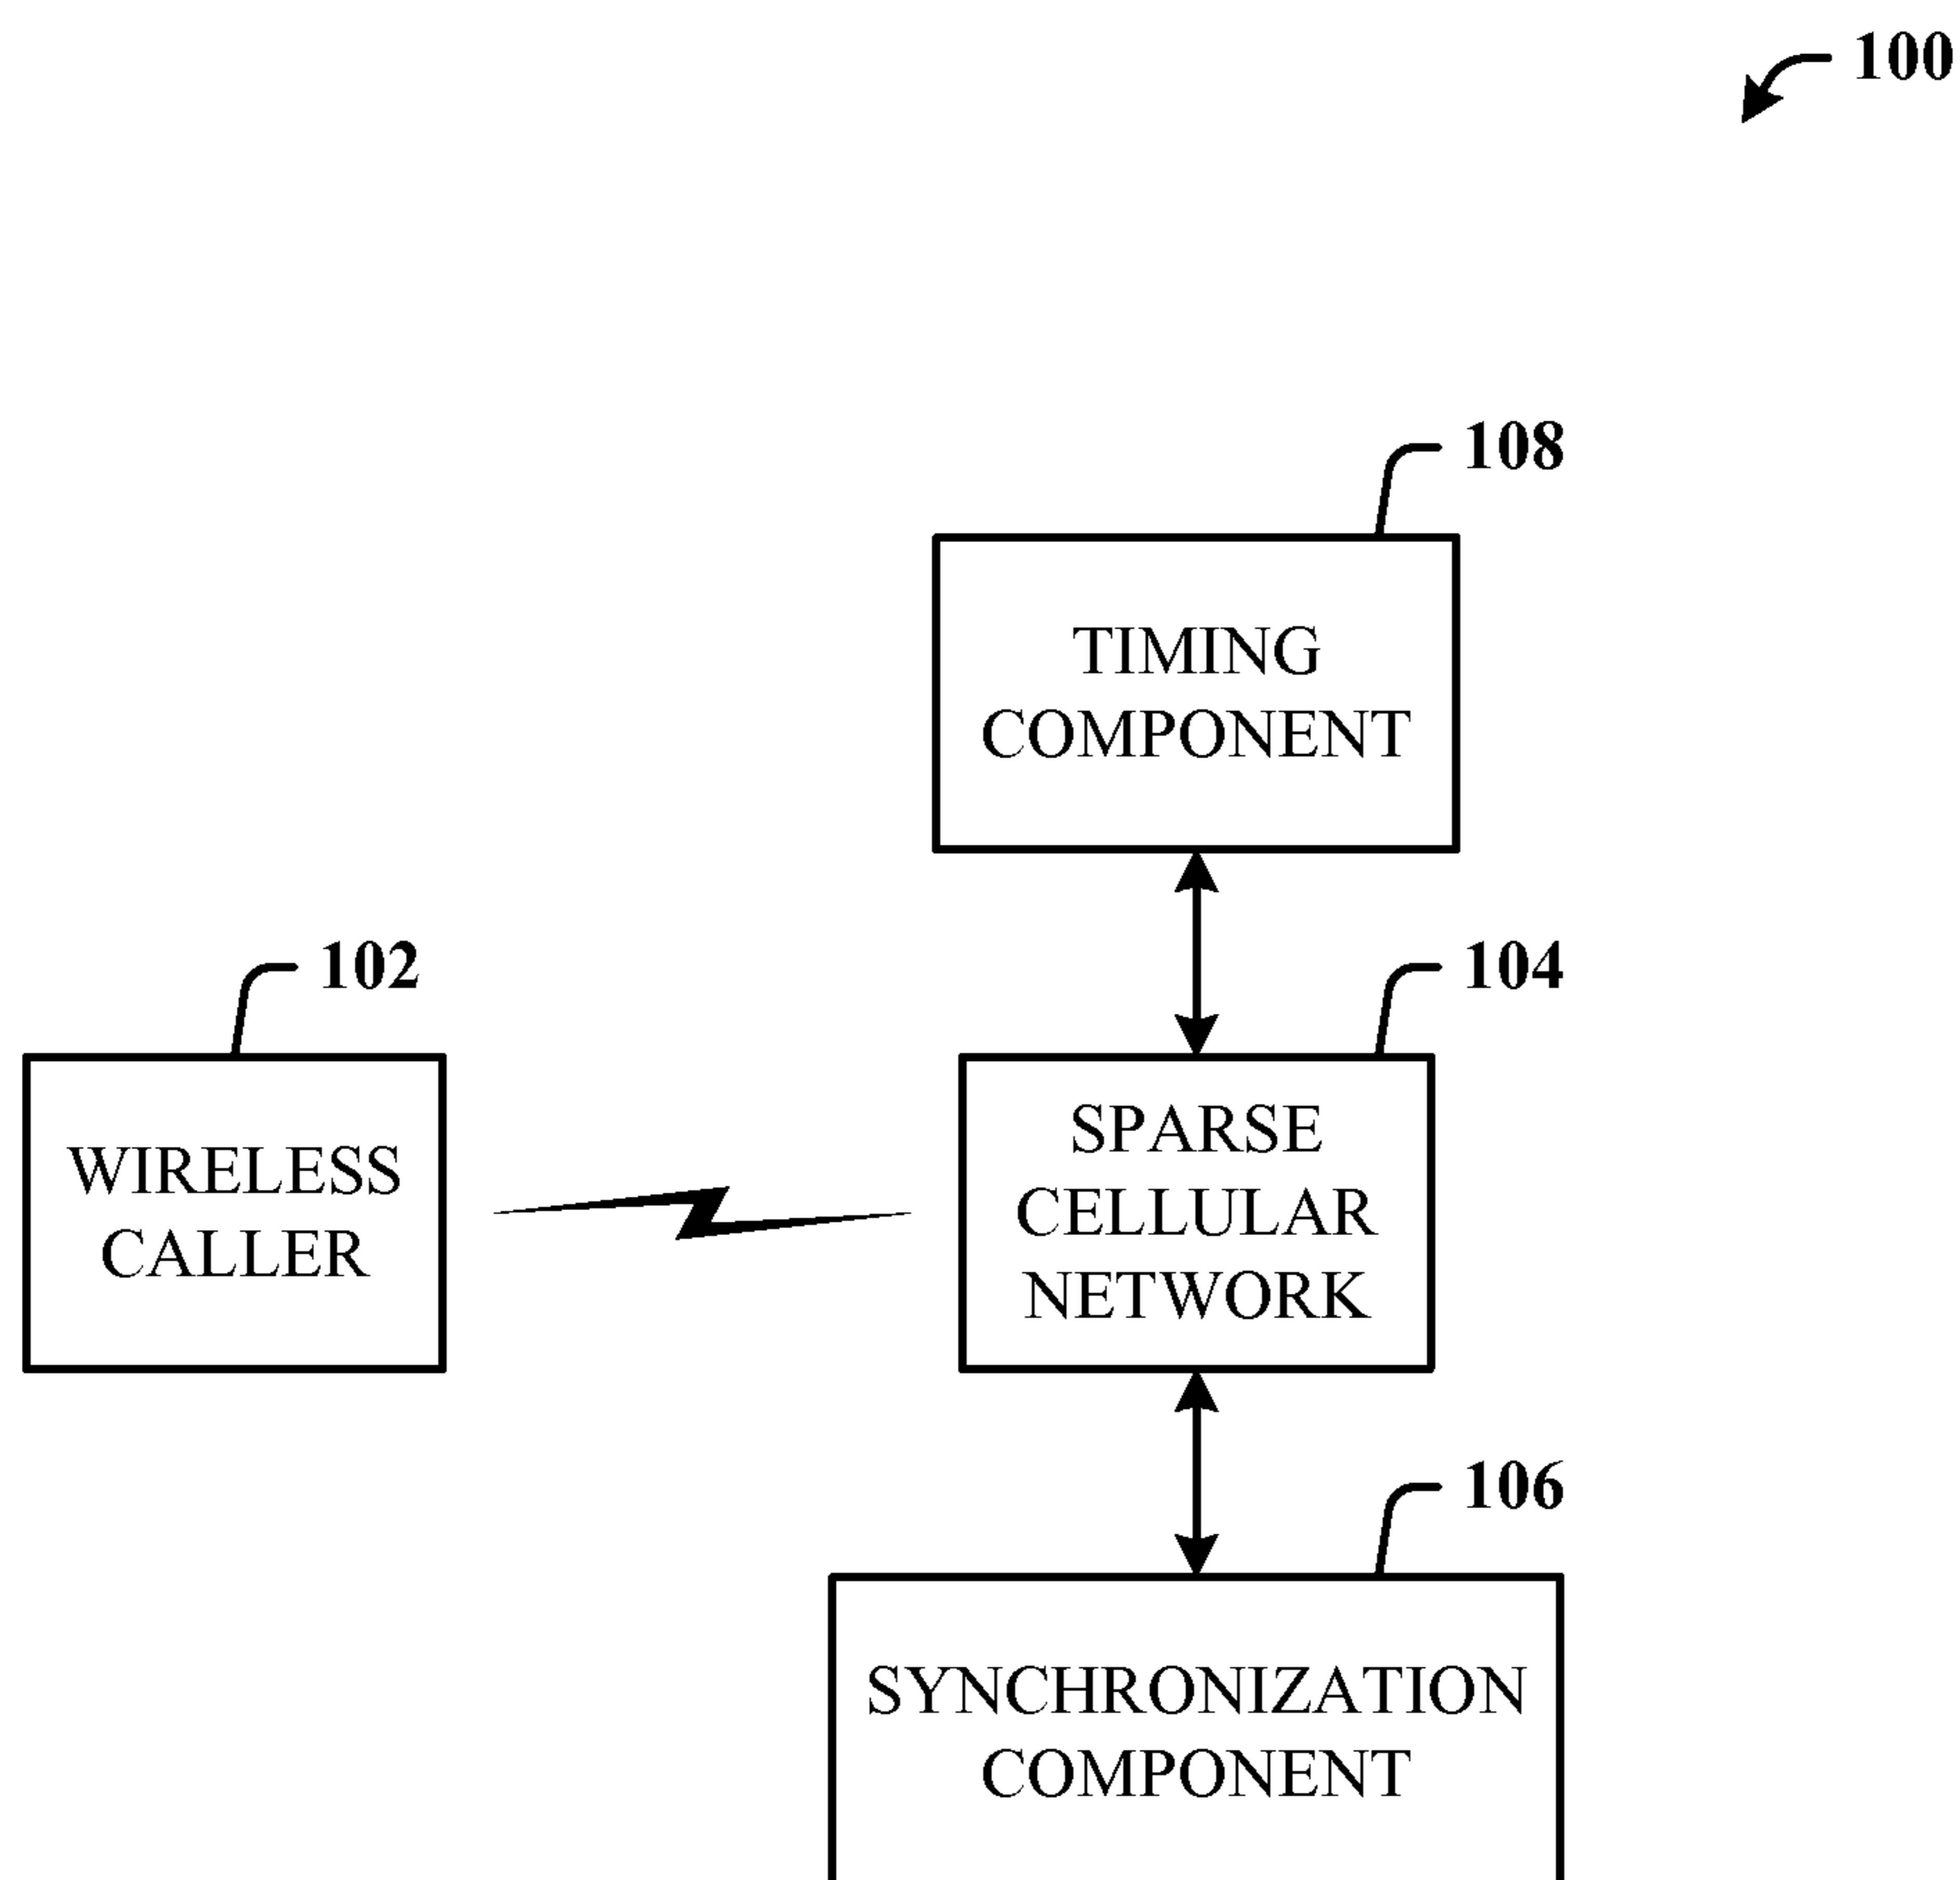 100
108
TIMING
COMPONENT
102
104
WIRELESS
CALLER
SPARSE
CELLULAR
NETWORK
106
SYNCHRONIZATION
COMPONENT